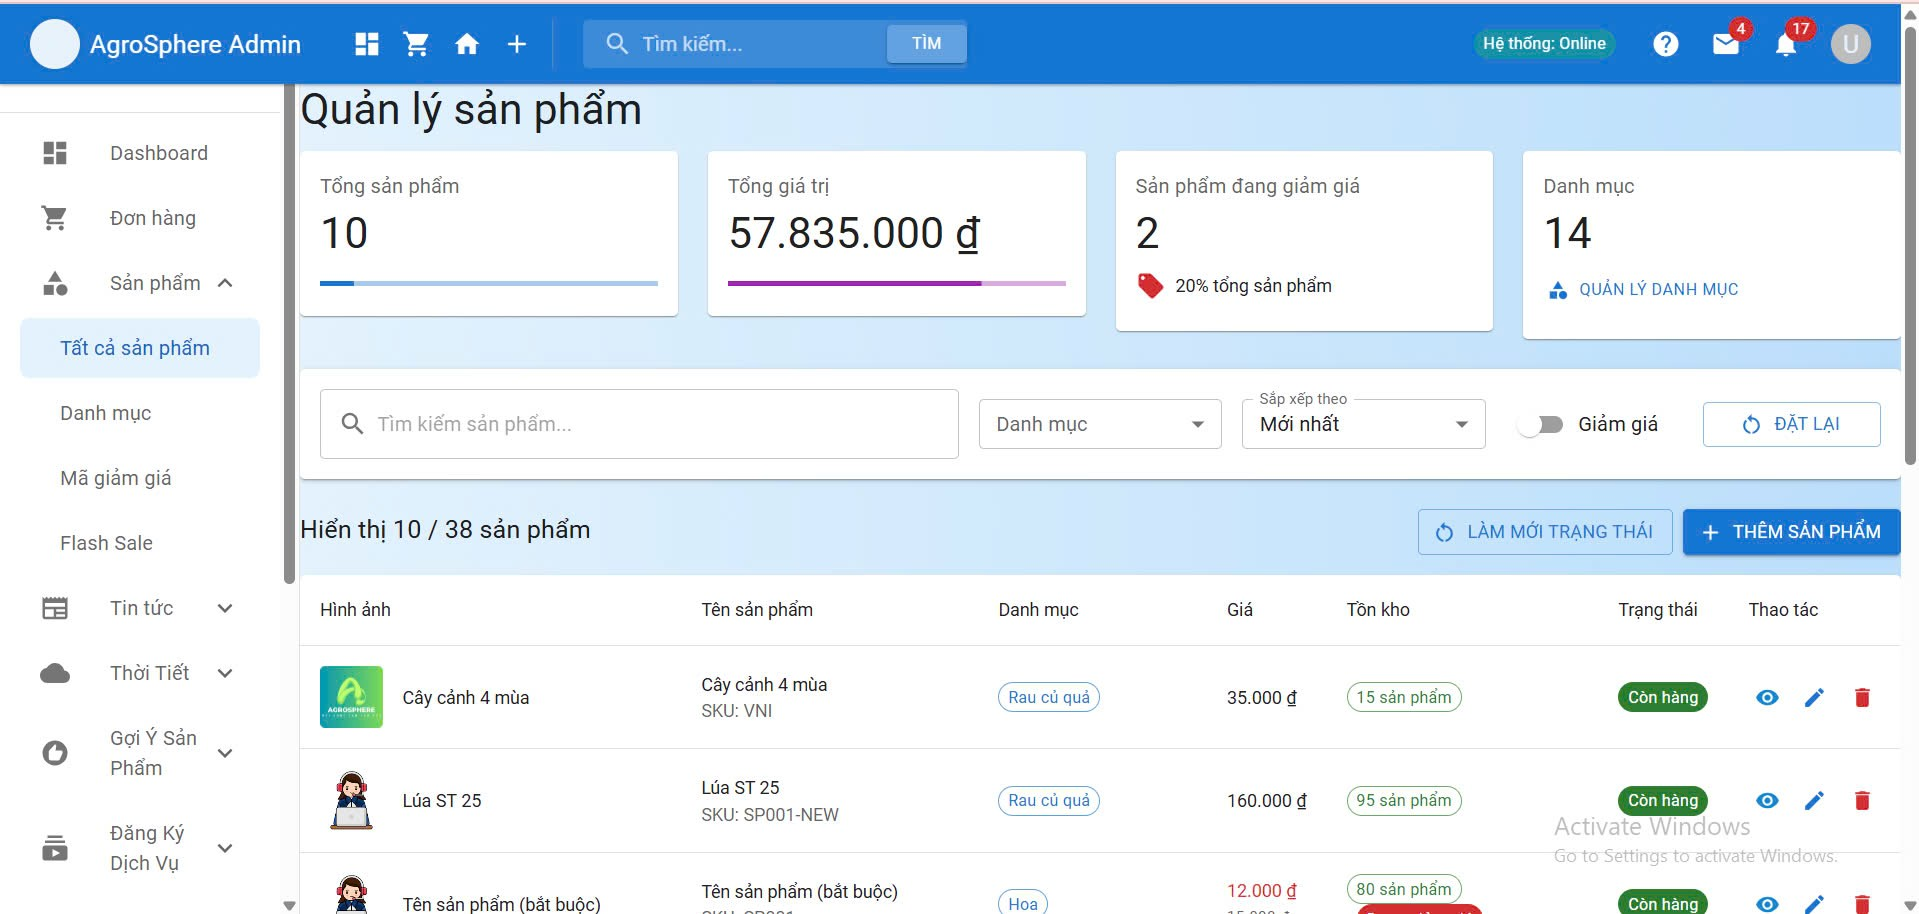 AgroSphere Admin
Tìm kiếm...
TÌM
Hệ thống: Online
4
17
U
Dashboard
Đơn hàng
Sản phẩm
Tất cả sản phẩm
Danh mục
Mã giảm giá
Flash Sale
Tin tức
Thời Tiết
Gợi Ý Sản
Phẩm
Đăng Ký
Dịch Vụ
Quản lý sản phẩm
Tổng sản phẩm
10
Tổng giá trị
57.835.000 ₫
Sản phẩm đang giảm giá
2
20% tổng sản phẩm
Danh mục
14
QUẢN LÝ DANH MỤC
Tìm kiếm sản phẩm...
Danh mục
Sắp xếp theo
Mới nhất
Giảm giá
ĐẶT LẠI
Hiển thị 10 / 38 sản phẩm
LÀM MỚI TRẠNG THÁI
THÊM SẢN PHẨM
Hình ảnh Tên sản phẩm Danh mục Giá Tồn kho Trạng thái Thao tác
AGROSPHERE
Cây cảnh 4 mùa
Cây cảnh 4 mùa
SKU: VNI
Rau củ quả
35.000 ₫
15 sản phẩm
Còn hàng
Lúa ST 25
Lúa ST 25
SKU: SP001-NEW
Rau củ quả
160.000 ₫
95 sản phẩm
Còn hàng
Tên sản phẩm (bắt buộc)
Tên sản phẩm (bắt buộc)
Hoa
12.000 ₫
80 sản phẩm
Còn hàng
Activate Windows
Go to Settings to activate Windows.